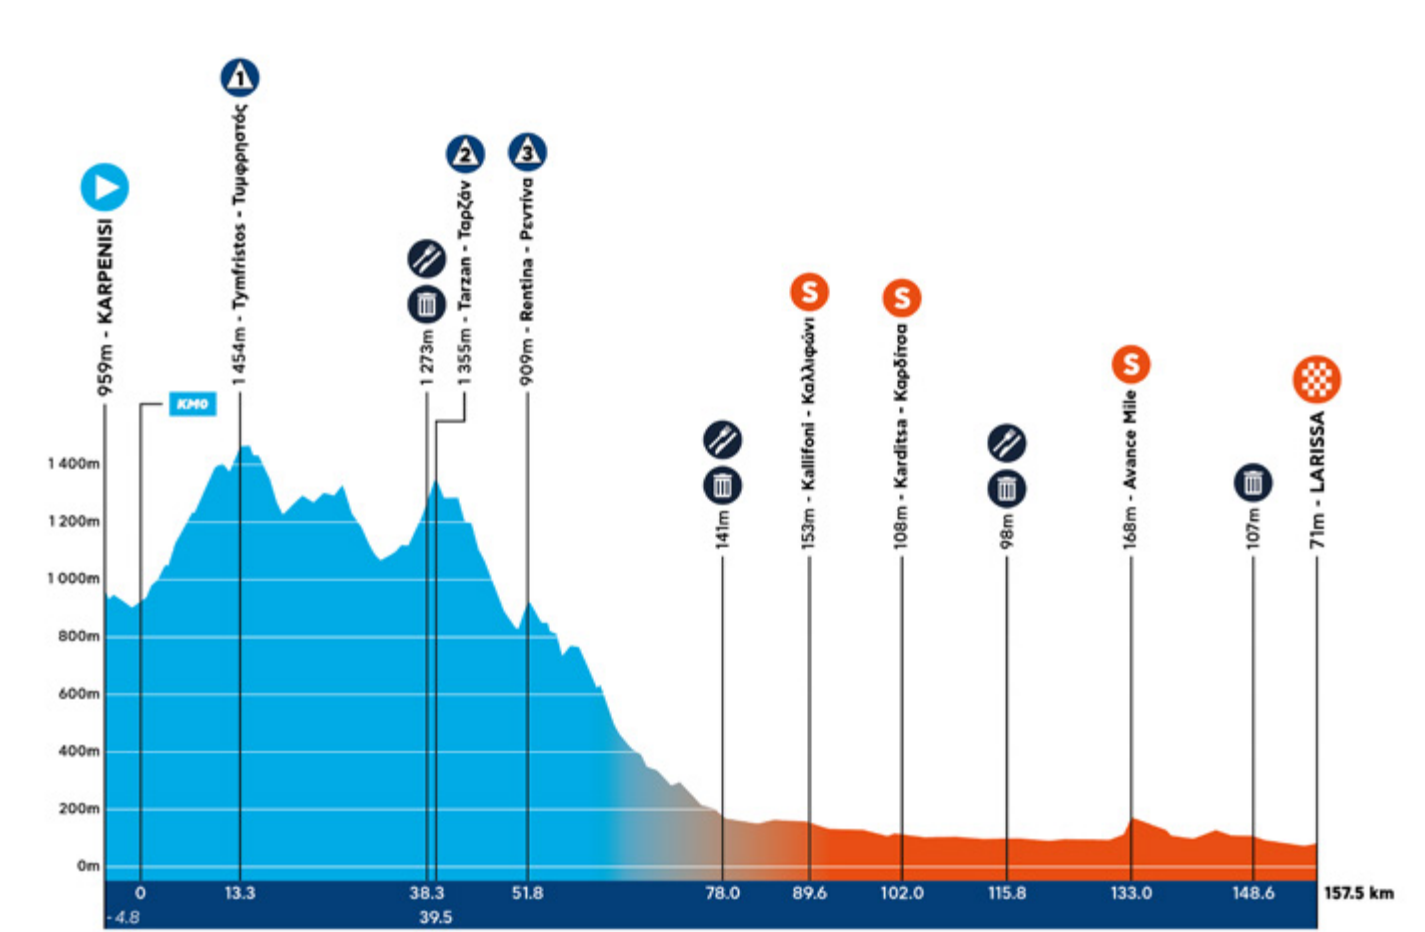 959m - KARPENISI
KM0
1
1 454m - Tymfristos - Τυμφρηστός
1 273m
2
1 355m - Tarzan - Ταρζάν
3
909m - Rentina - Ρεντίνα
141m
S
153m - Kallifoni - Καλλιφώνι
S
108m - Karditsa - Καρδίτσα
98m
S
168m - Avance Mile
107m
71m - LARISSA
1 400m
1 200m
1 000m
800m
600m
400m
200m
0m
0 13.3 38.3 51.8 78.0 89.6 102.0 115.8 133.0 148.6 157.5 km
- 4.8 39.5